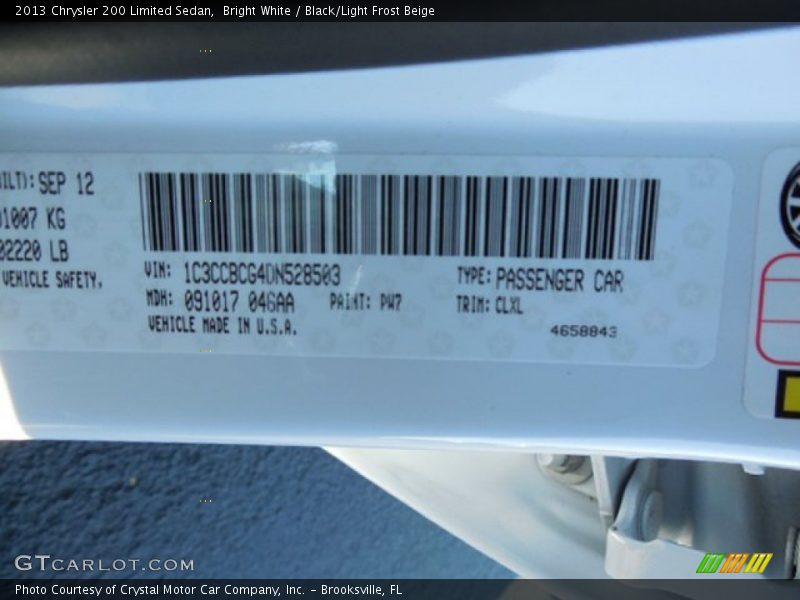 2013 Chrysler 200 Limited Sedan,  Bright White / Black/Light Frost Beige
SEP 12
1007 KG
02220 LB
VEHICLE SAFETY.
VIN: 1C3CCBCG4DN528503
TYPE: PASSENGER CAR
MDH: 091017 046AA
PAINT: PW7
TRIM: CLXL
VEHICLE MADE IN U.S.A.
4658843
GTCARLOT.COM
Photo Courtesy of Crystal Motor Car Company, Inc. – Brooksville, FL